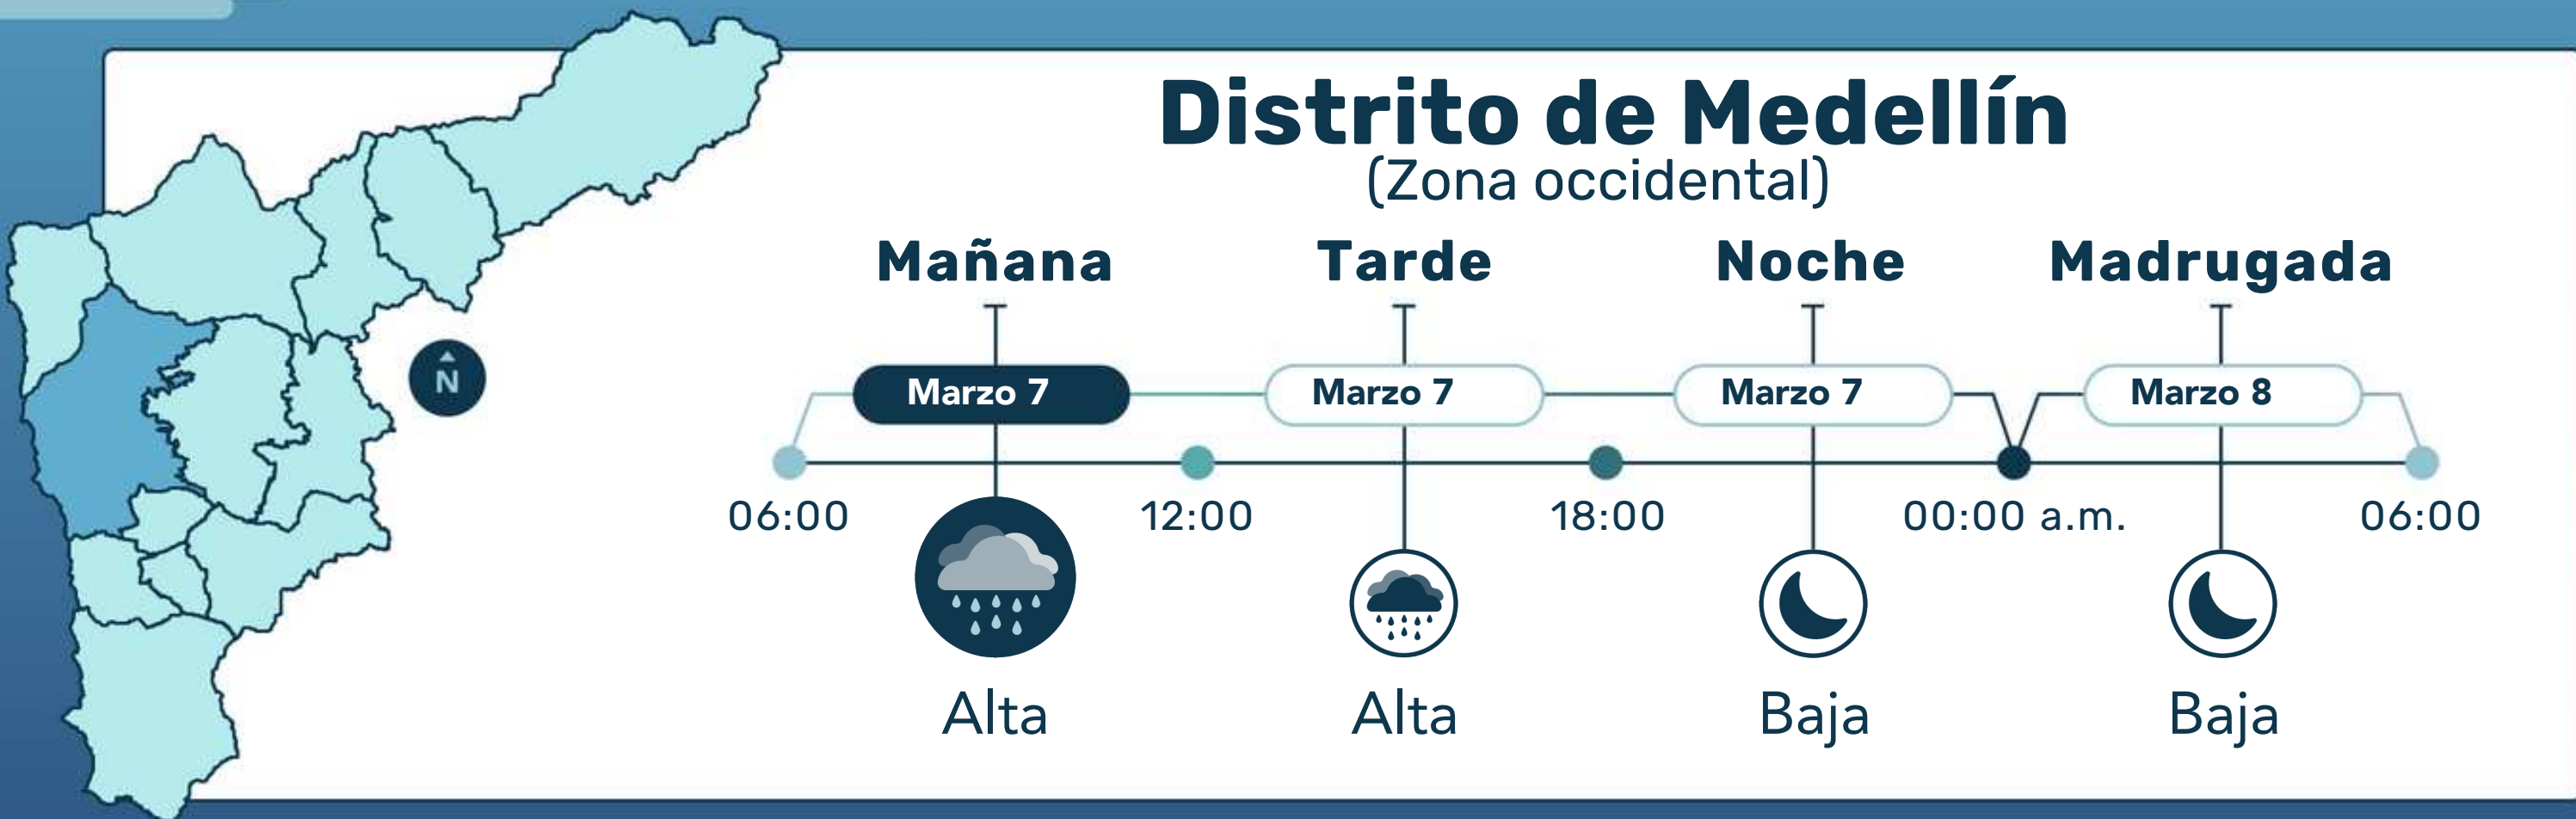 Distrito de Medellín
(Zona occidental)
Mañana Tarde Noche Madrugada
Marzo 7 Marzo 7 Marzo 7 Marzo 8
N
06:00 12:00 18:00 00:00 a.m. 06:00
Alta Alta Baja Baja